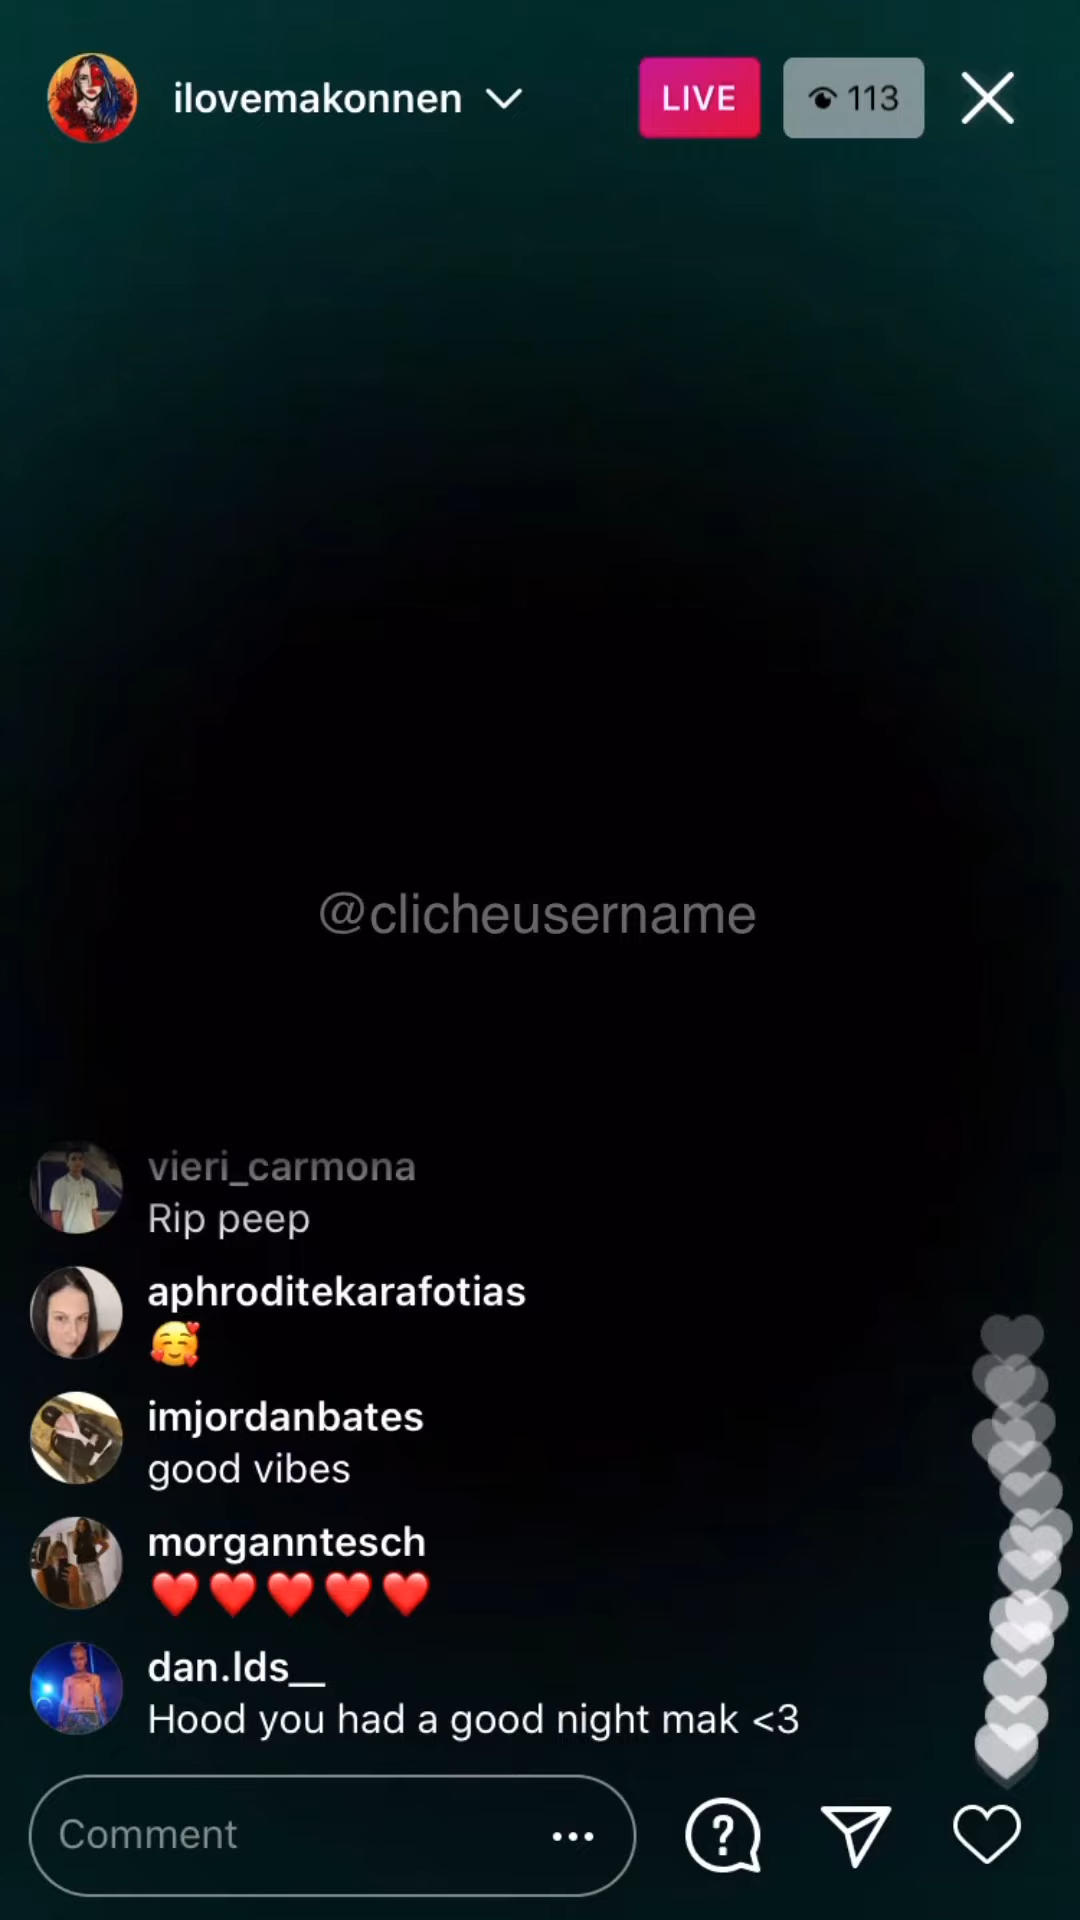 ilovemakonnen
LIVE
113
@clicheusername
vieri_carmona
Rip peep
aphroditekarafotias
🥰
imjordanbates
good vibes
morganntesch
❤️❤️❤️❤️❤️
dan.lds__
Hood you had a good night mak <3
Comment